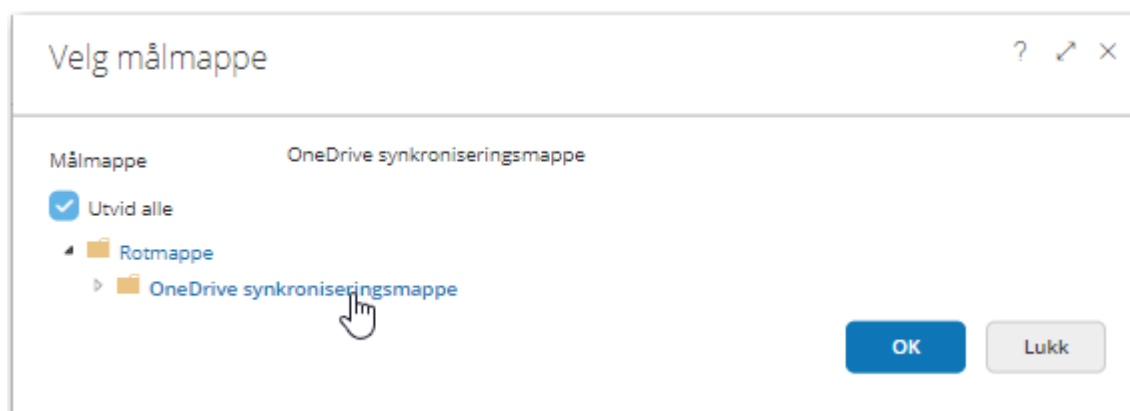 Velg målmappe
?
Målmappe
OneDrive synkroniseringsmappe
Utvid alle
Rotmappe
OneDrive synkroniseringsmappe
OK
Lukk